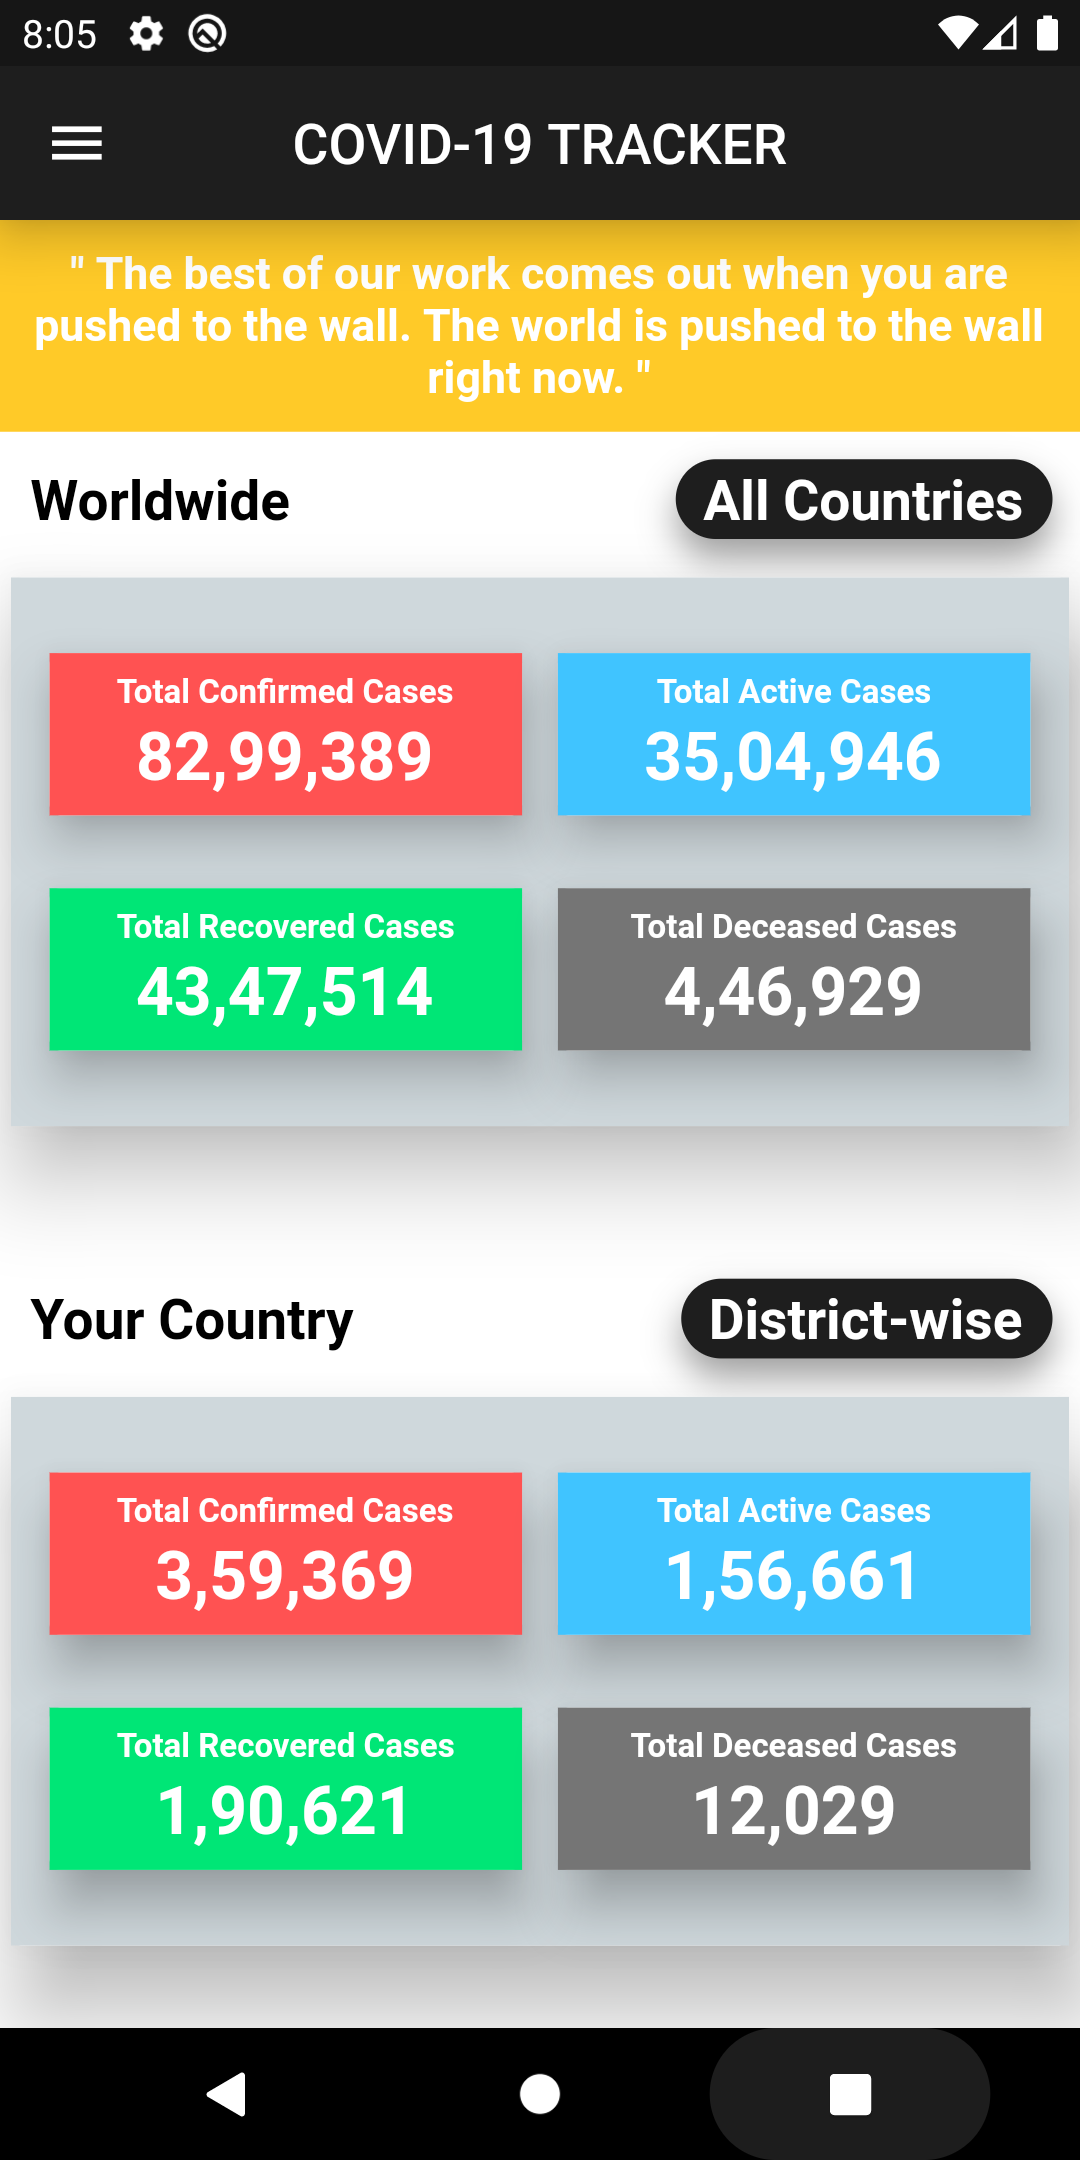 8:05
COVID-19 TRACKER
" The best of our work comes out when you are
pushed to the wall. The world is pushed to the wall
right now. "
Worldwide
All Countries
Total Confirmed Cases
82,99,389
Total Active Cases
35,04,946
Total Recovered Cases
43,47,514
Total Deceased Cases
4,46,929
Your Country
District-wise
Total Confirmed Cases
3,59,369
Total Active Cases
1,56,661
Total Recovered Cases
1,90,621
Total Deceased Cases
12,029